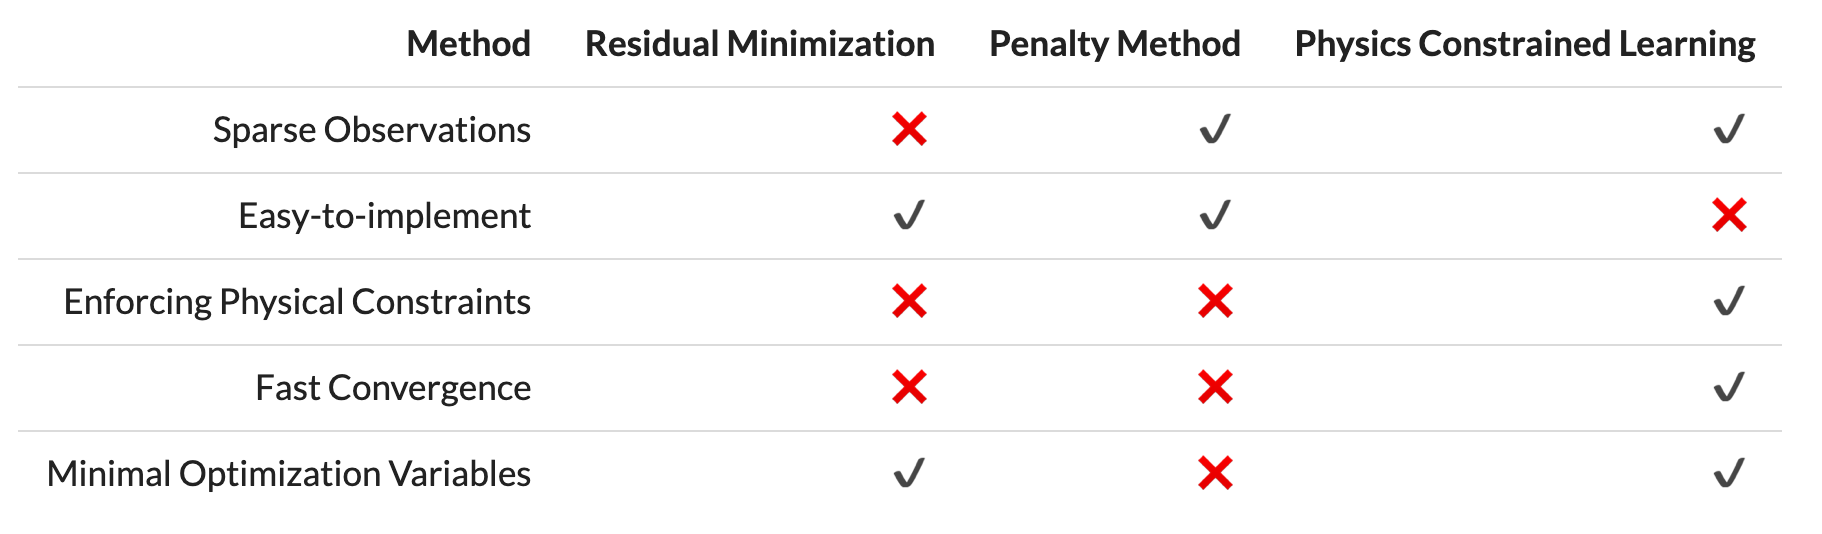 Method Residual Minimization Penalty Method Physics Constrained Learning
Sparse Observations ❌ ✔ ✔
Easy-to-implement ✔ ✔ ❌
Enforcing Physical Constraints ❌ ❌ ✔
Fast Convergence ❌ ❌ ✔
Minimal Optimization Variables ✔ ❌ ✔